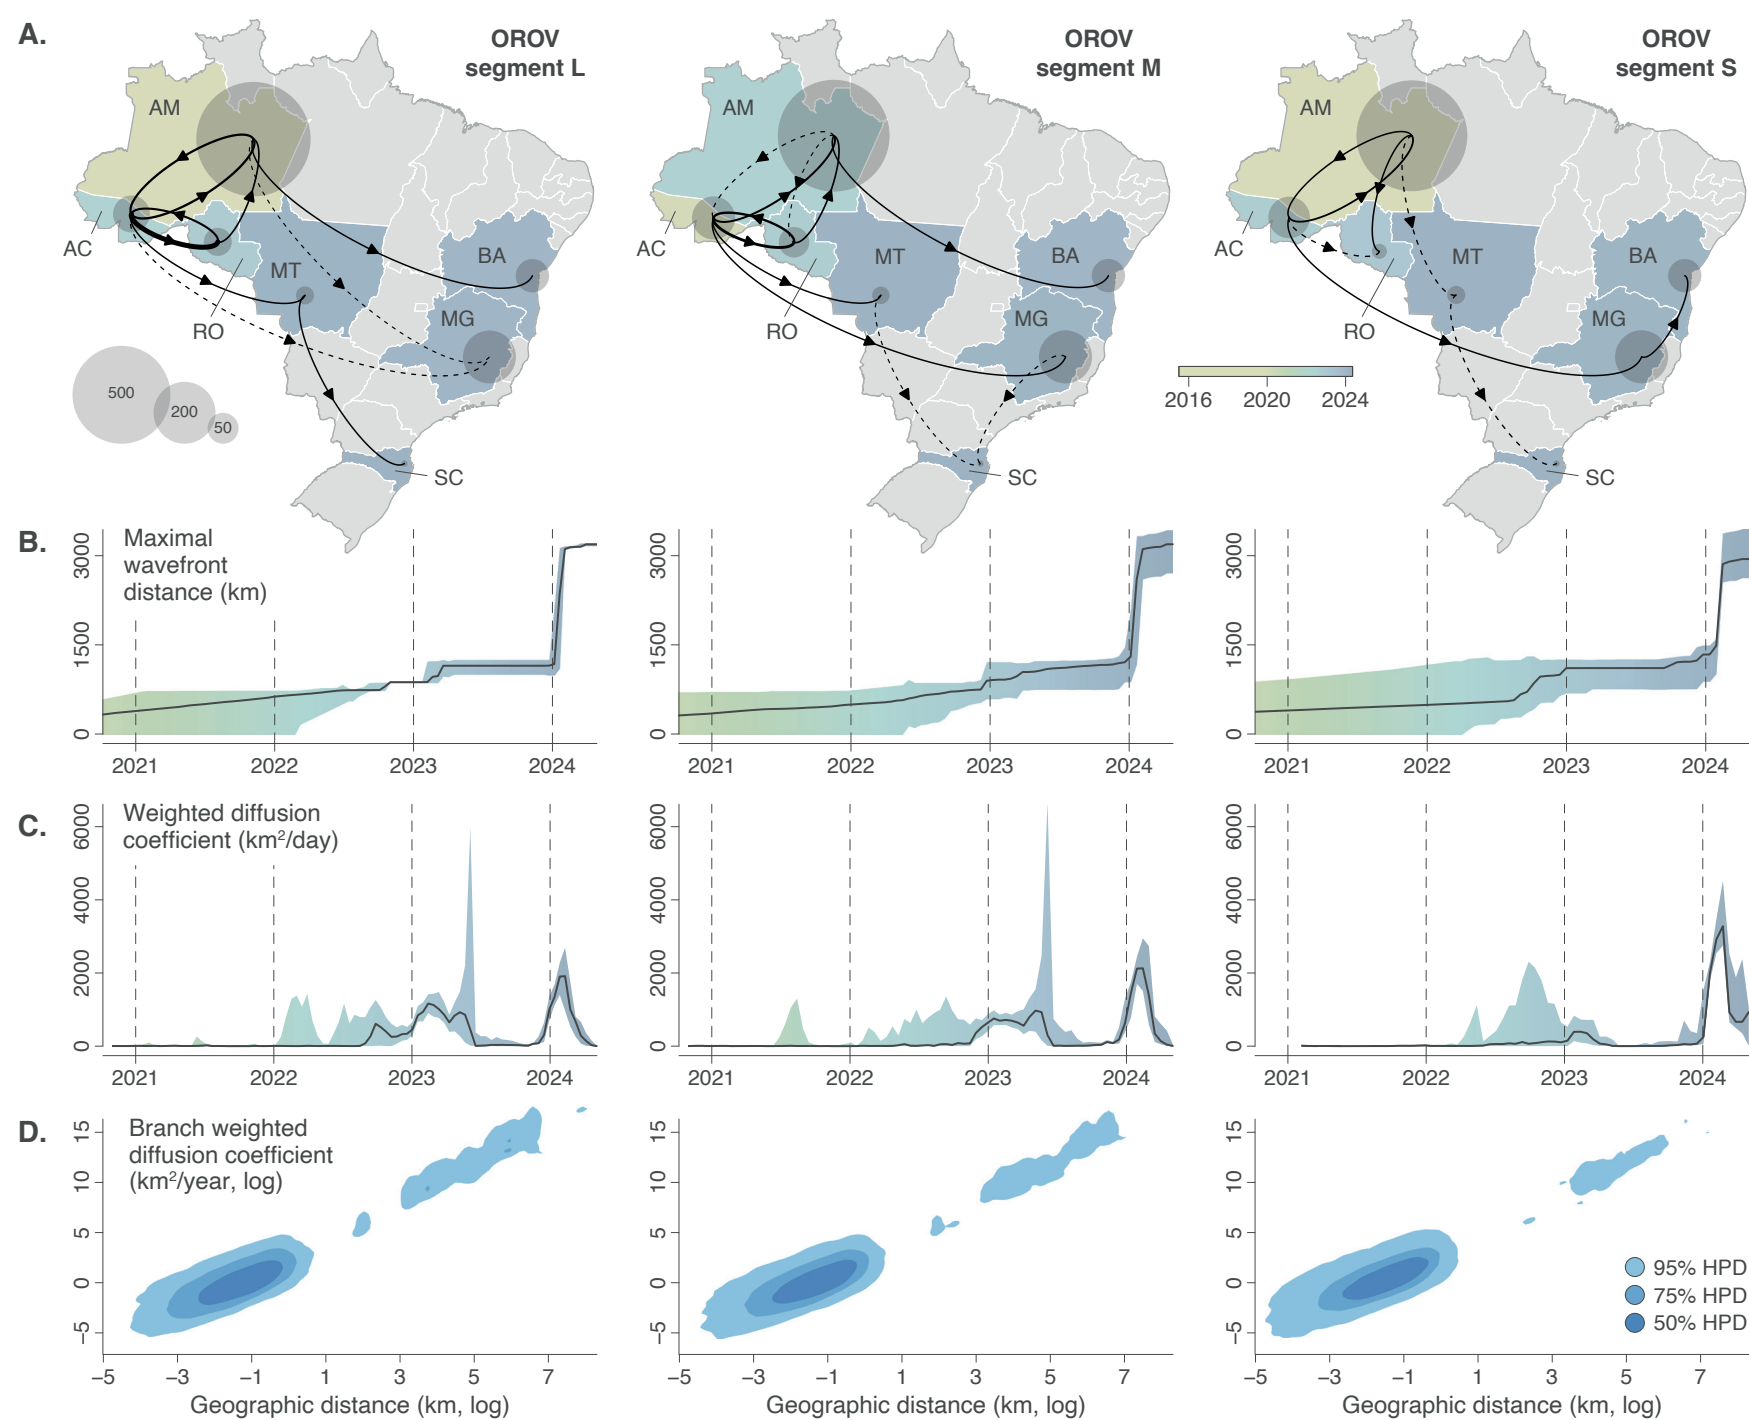 A.
OROV
segment L
OROV
segment M
OROV
segment S
AM
AC
RO
MT
BA
MG
SC
500
200
50
AM
AC
RO
MT
BA
MG
SC
AM
AC
RO
MT
BA
MG
SC
2016 2020 2024
B.
Maximal
wavefront
distance (km)
3000
1500
0
2021 2022 2023 2024
3000
1500
0
2021 2022 2023 2024
3000
1500
0
2021 2022 2023 2024
C.
Weighted diffusion
coefficient (km²/day)
6000
4000
2000
0
2021 2022 2023 2024
6000
4000
2000
0
2021 2022 2023 2024
6000
4000
2000
0
2021 2022 2023 2024
D.
Branch weighted
diffusion coefficient
(km²/year, log)
15
10
5
0
−5
−5 −3 −1 1 3 5 7
Geographic distance (km, log)
15
10
5
0
−5
−5 −3 −1 1 3 5 7
Geographic distance (km, log)
15
10
5
0
−5
−5 −3 −1 1 3 5 7
Geographic distance (km, log)
95% HPD
75% HPD
50% HPD